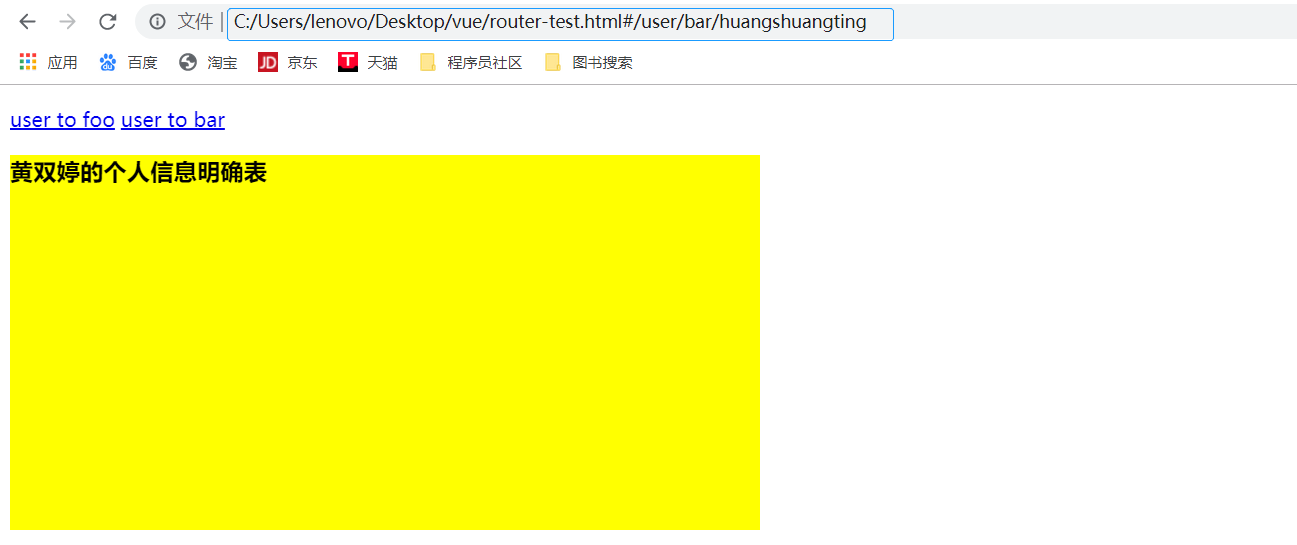 文件 | C:/Users/lenovo/Desktop/vue/router-test.html#/user/bar/huangshuangting
应用 百度 淘宝 JD 京东 T 天猫 程序员社区 图书搜索
user to foo user to bar
黄双婷的个人信息明确表